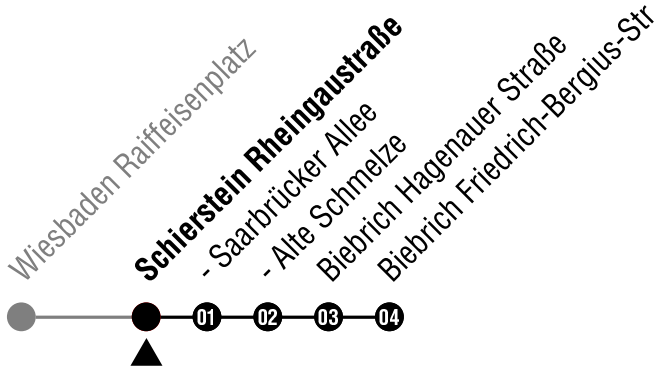 Wiesbaden Raiffeisenplatz
Schierstein Rheingaustraße
- Saarbrücker Allee
- Alte Schmelze
Biebrich Hagenauer Straße
Biebrich Friedrich-Bergius-Str
01 02 03 04